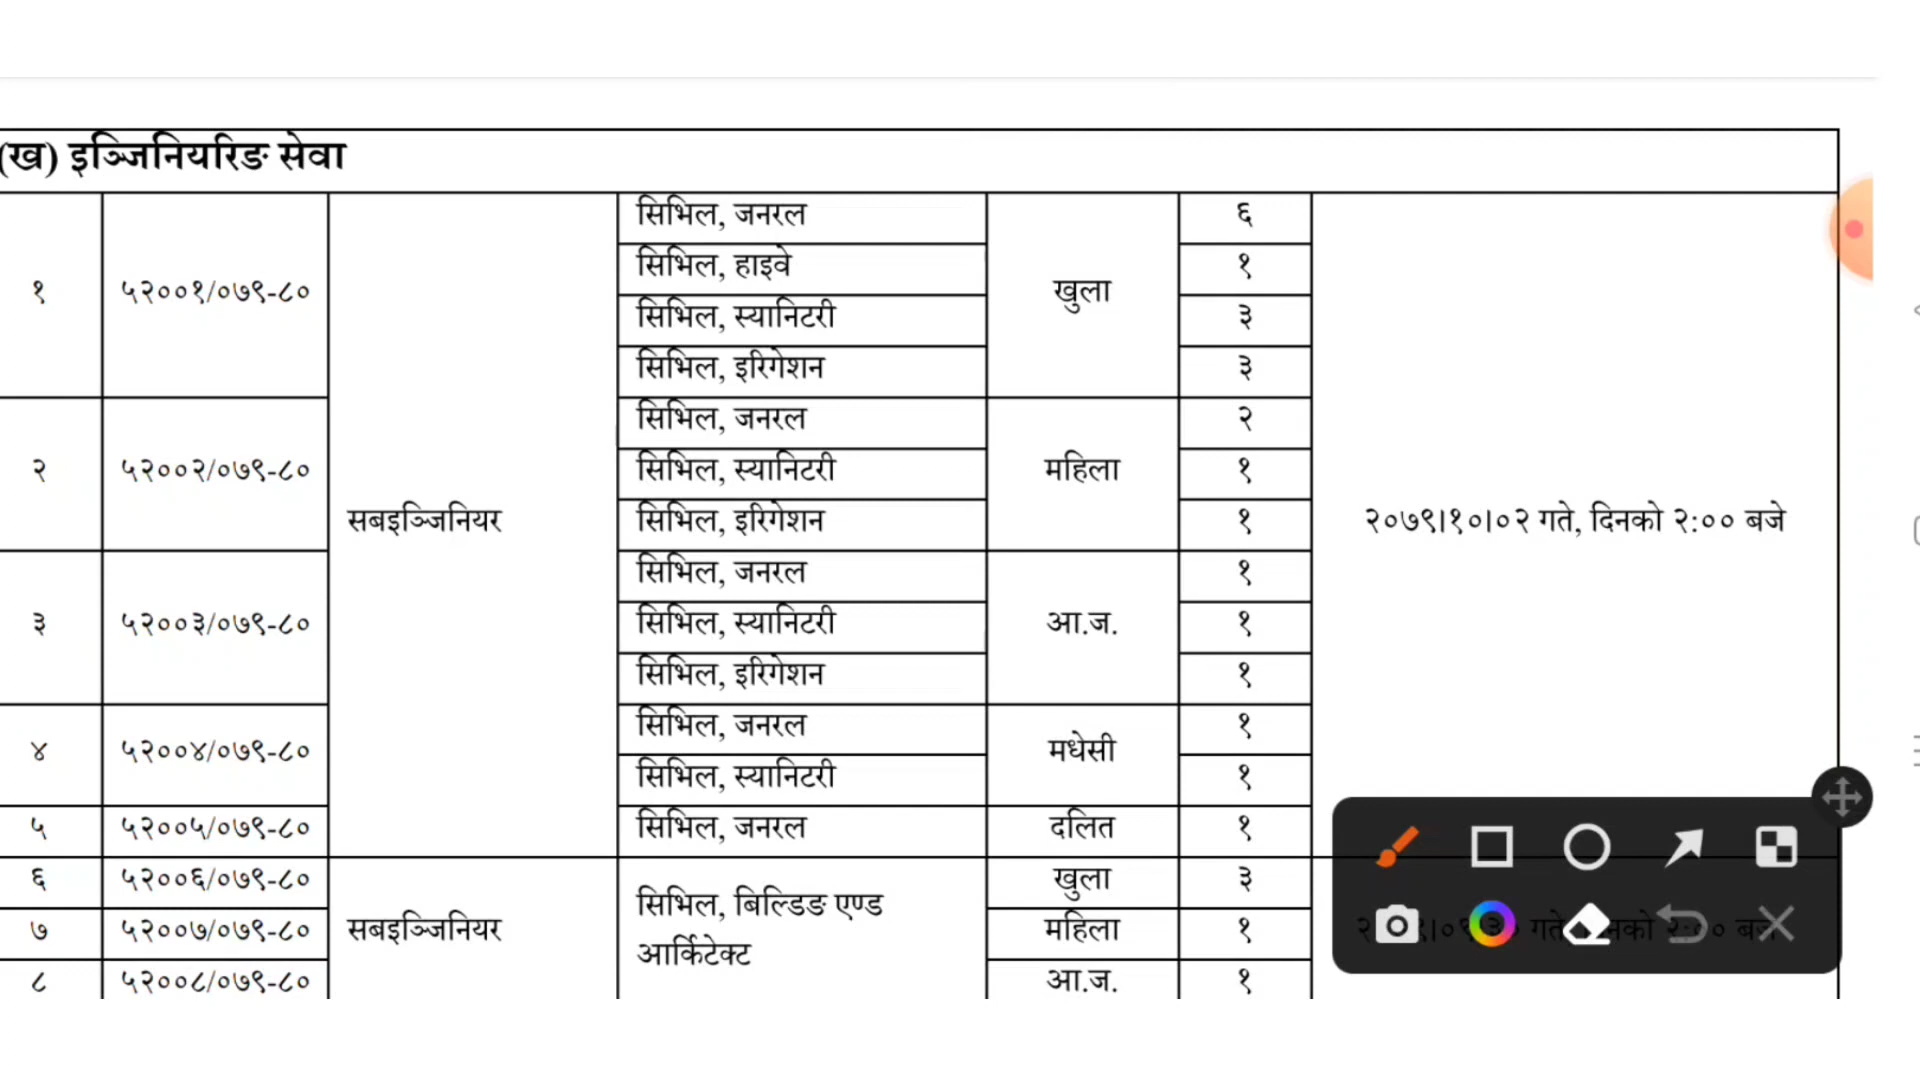 (ख) इञ्जिनियरिङ सेवा
१ ५२००१/०७९-८० सबइञ्जिनियर सिभिल, जनरल खुला ६ २०७९।१०।०२ गते, दिनको २:०० बजे
सिभिल, हाइवे १
सिभिल, स्यानिटरी ३
सिभिल, इरिगेशन ३
२ ५२००२/०७९-८० सिभिल, जनरल महिला २
सिभिल, स्यानिटरी १
सिभिल, इरिगेशन १
३ ५२००३/०७९-८० सिभिल, जनरल आ.ज. १
सिभिल, स्यानिटरी १
सिभिल, इरिगेशन १
४ ५२००४/०७९-८० सिभिल, जनरल मधेसी १
सिभिल, स्यानिटरी १
५ ५२००५/०७९-८० सिभिल, जनरल दलित १
६ ५२००६/०७९-८० सबइञ्जिनियर सिभिल, बिल्डिङ एण्ड आर्किटेक्ट खुला ३
७ ५२००७/०७९-८० महिला १
८ ५२००८/०७९-८० आ.ज. १